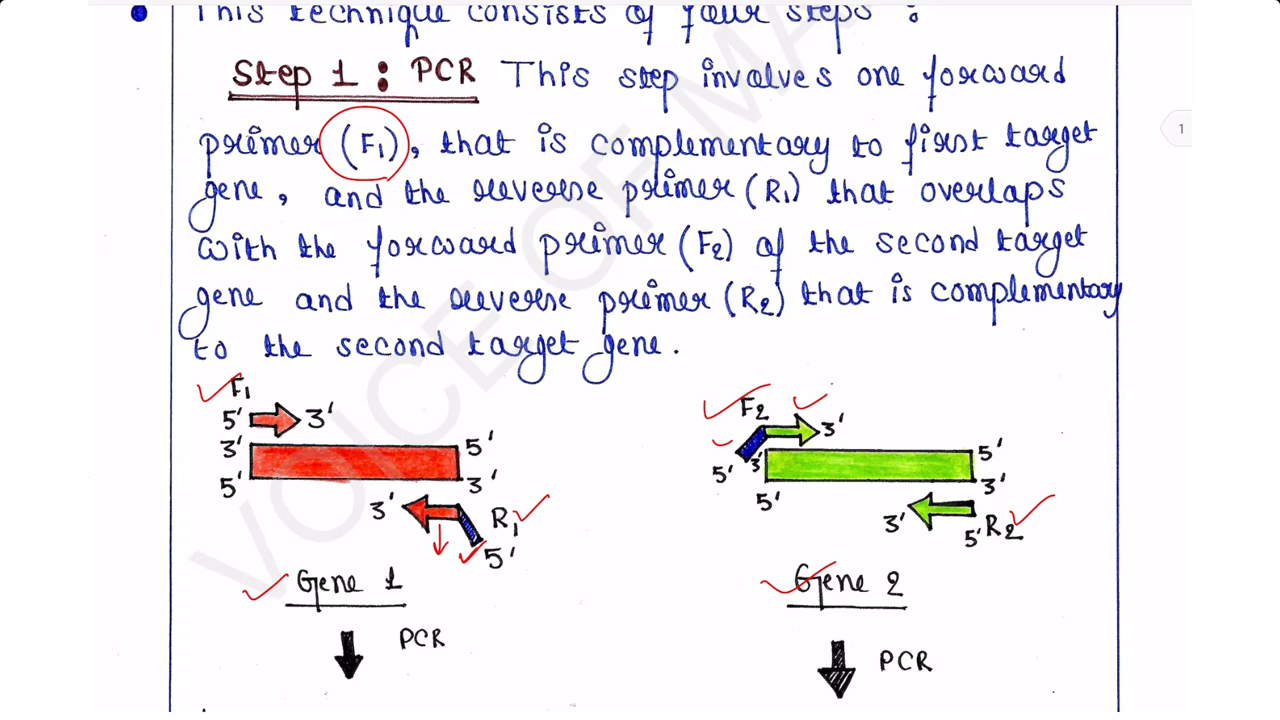 This technique consists of four steps :
Step 1 : PCR This step involves one forward
primer (F1), that is complementary to first target
gene, and the reverse primer (R1) that overlaps
with the forward primer (F2) of the second target
gene and the reverse primer (R2) that is complementary
to the second target gene.
F1
5' 3'
3' 5'
5' 3'
3' R1
5'
Gene 1
PCR
F2
3'
5' 3' 5'
5' 3'
3' 5' R2
Gene 2
PCR
1
VOICE OF MA